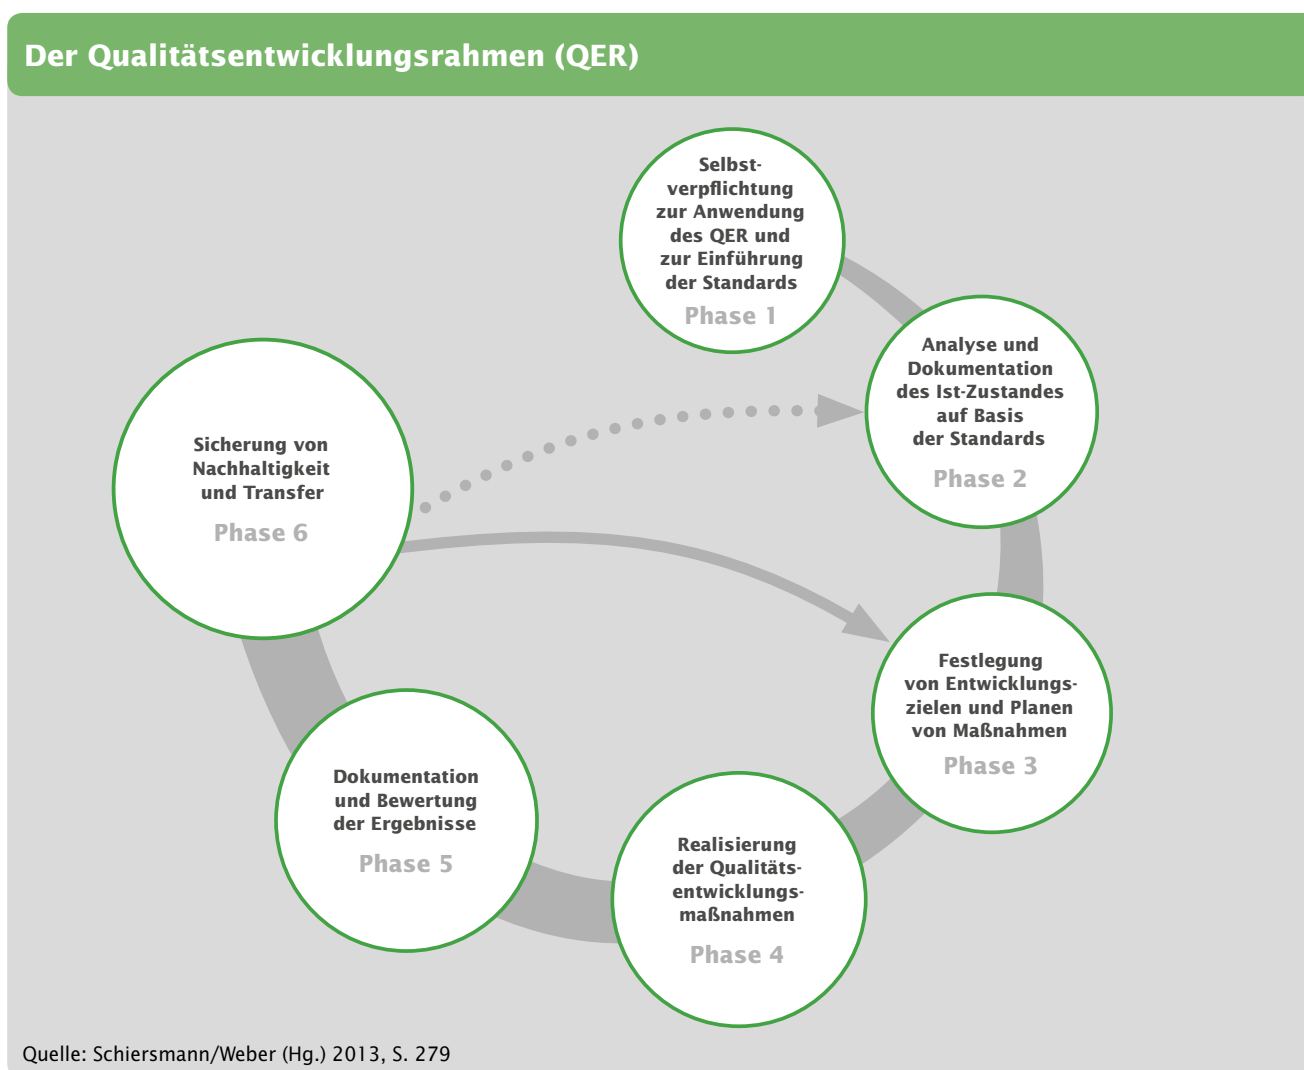 Der Qualitätsentwicklungsrahmen (QER)
Selbst-
verpflichtung
zur Anwendung
des QER und
zur Einführung
der Standards
Phase 1
Analyse und
Dokumentation
des Ist-Zustandes
auf Basis
der Standards
Phase 2
Festlegung
von Entwicklungs-
zielen und Planen
von Maßnahmen
Phase 3
Realisierung
der Qualitäts-
entwicklungs-
maßnahmen
Phase 4
Dokumentation
und Bewertung
der Ergebnisse
Phase 5
Sicherung von
Nachhaltigkeit
und Transfer
Phase 6
Quelle: Schiersmann/Weber (Hg.) 2013, S. 279